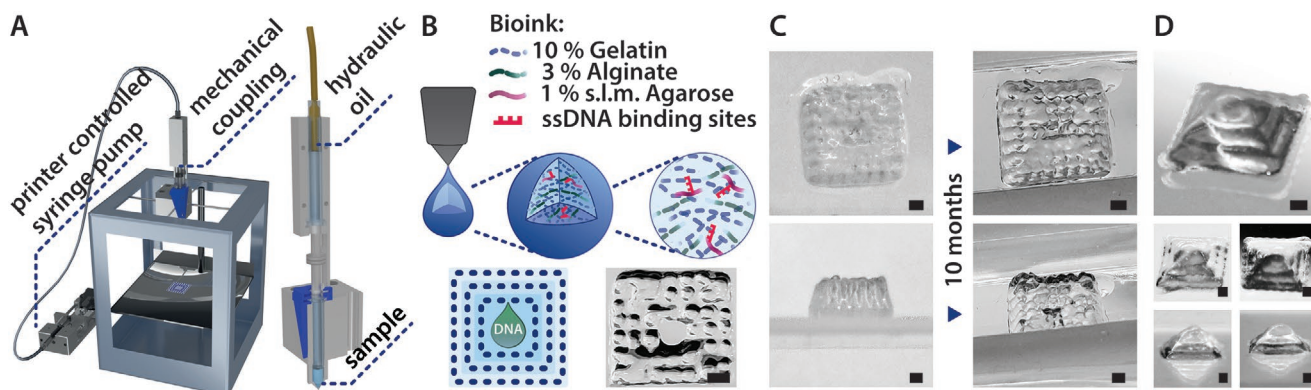 A
printer controlled
syringe pump
mechanical
coupling
hydraulic
oil
sample
B
Bioink:
10 % Gelatin
3 % Alginate
1 % s.l.m. Agarose
ssDNA binding sites
DNA
C
10 months
D